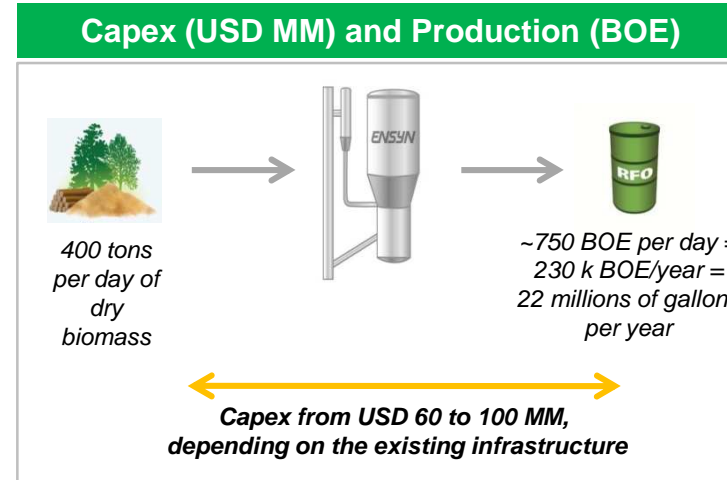 Capex (USD MM) and Production (BOE)
ENSYN
RFO
400 tons
per day of
dry
biomass
~750 BOE per day =
230 k BOE/year =
22 millions of gallon
per year
Capex from USD 60 to 100 MM,
depending on the existing infrastructure